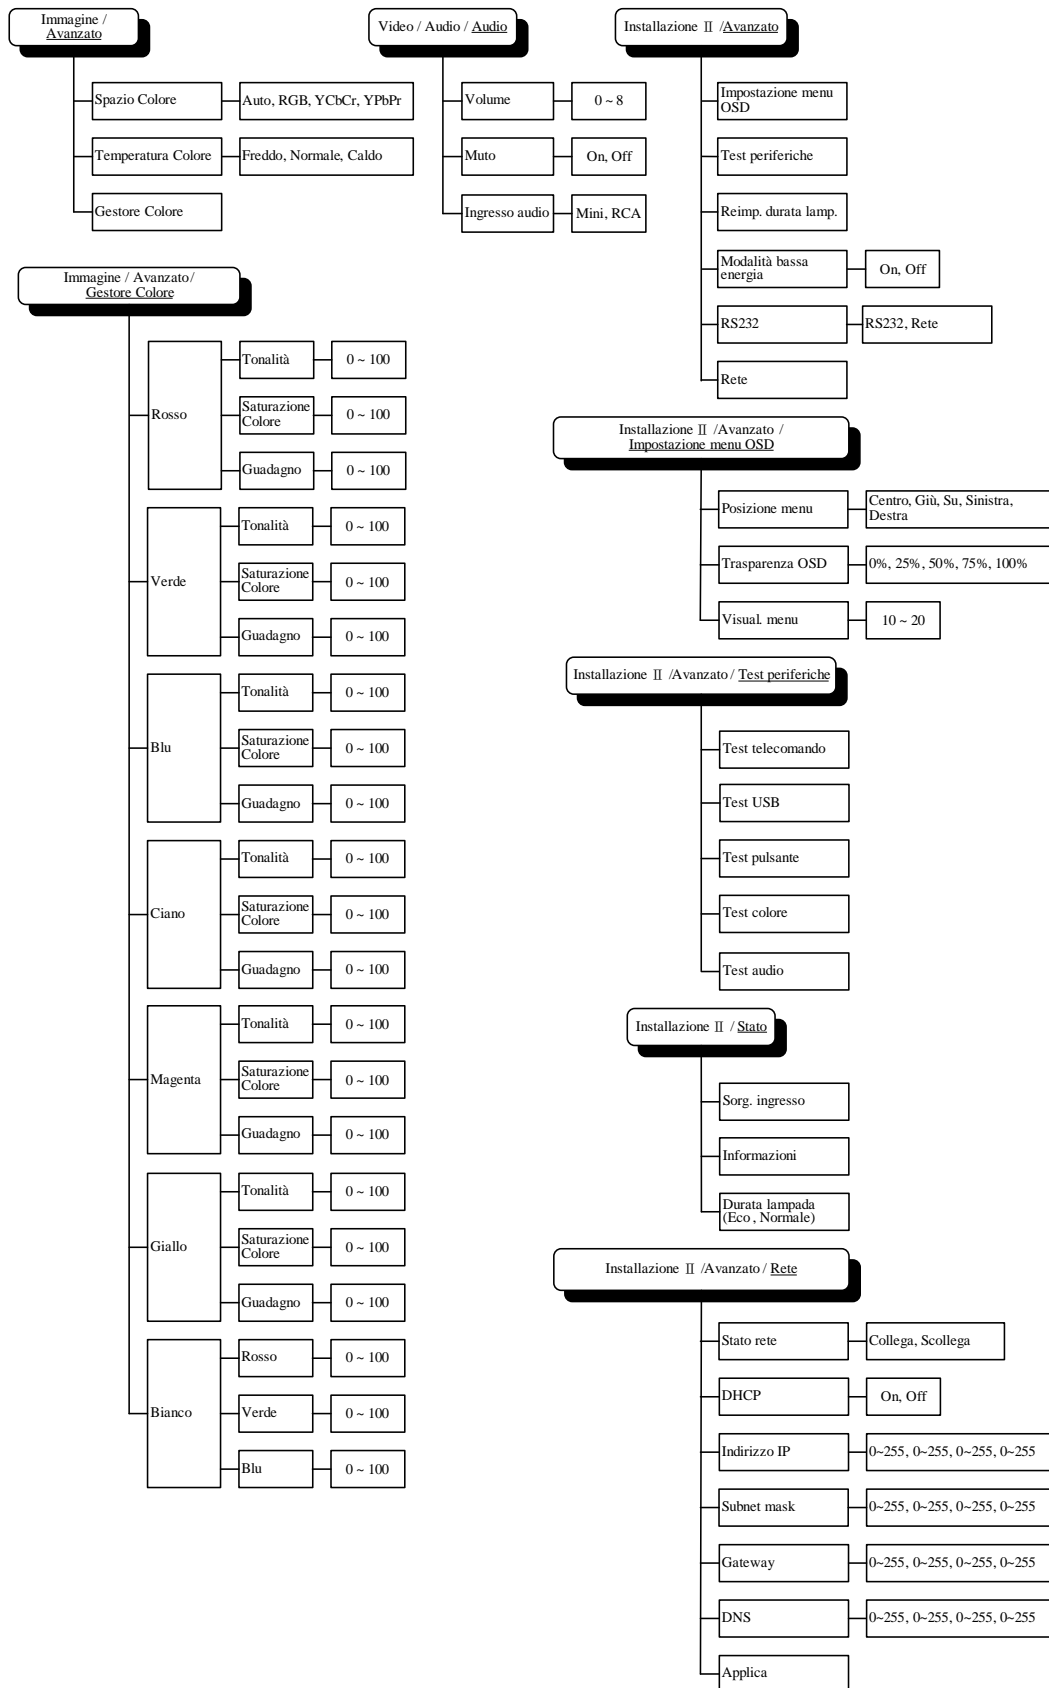 Immagine /
Avanzato
Spazio Colore
Auto, RGB, YCbCr, YPbPr
Temperatura Colore
Freddo, Normale, Caldo
Gestore Colore
Immagine / Avanzato/
Gestore Colore
Rosso
Tonalità
0 ~ 100
Saturazione
Colore
0 ~ 100
Guadagno
0 ~ 100
Verde
Tonalità
0 ~ 100
Saturazione
Colore
0 ~ 100
Guadagno
0 ~ 100
Blu
Tonalità
0 ~ 100
Saturazione
Colore
0 ~ 100
Guadagno
0 ~ 100
Ciano
Tonalità
0 ~ 100
Saturazione
Colore
0 ~ 100
Guadagno
0 ~ 100
Magenta
Tonalità
0 ~ 100
Saturazione
Colore
0 ~ 100
Guadagno
0 ~ 100
Giallo
Tonalità
0 ~ 100
Saturazione
Colore
0 ~ 100
Guadagno
0 ~ 100
Bianco
Rosso
0 ~ 100
Verde
0 ~ 100
Blu
0 ~ 100
Video / Audio / Audio
Volume
0 ~ 8
Muto
On, Off
Ingresso audio
Mini, RCA
Installazione Ⅱ /Avanzato
Impostazione menu
OSD
Test periferiche
Reimp. durata lamp.
Modalità bassa
energia
On, Off
RS232
RS232, Rete
Rete
Installazione Ⅱ /Avanzato /
Impostazione menu OSD
Posizione menu
Centro, Giù, Su, Sinistra,
Destra
Trasparenza OSD
0%, 25%, 50%, 75%, 100%
Visual. menu
10 ~ 20
Installazione Ⅱ /Avanzato / Test periferiche
Test telecomando
Test USB
Test pulsante
Test colore
Test audio
Installazione Ⅱ / Stato
Sorg. ingresso
Informazioni
Durata lampada
(Eco , Normale)
Installazione Ⅱ /Avanzato / Rete
Stato rete
Collega, Scollega
DHCP
On, Off
Indirizzo IP
0~255, 0~255, 0~255, 0~255
Subnet mask
0~255, 0~255, 0~255, 0~255
Gateway
0~255, 0~255, 0~255, 0~255
DNS
0~255, 0~255, 0~255, 0~255
Applica